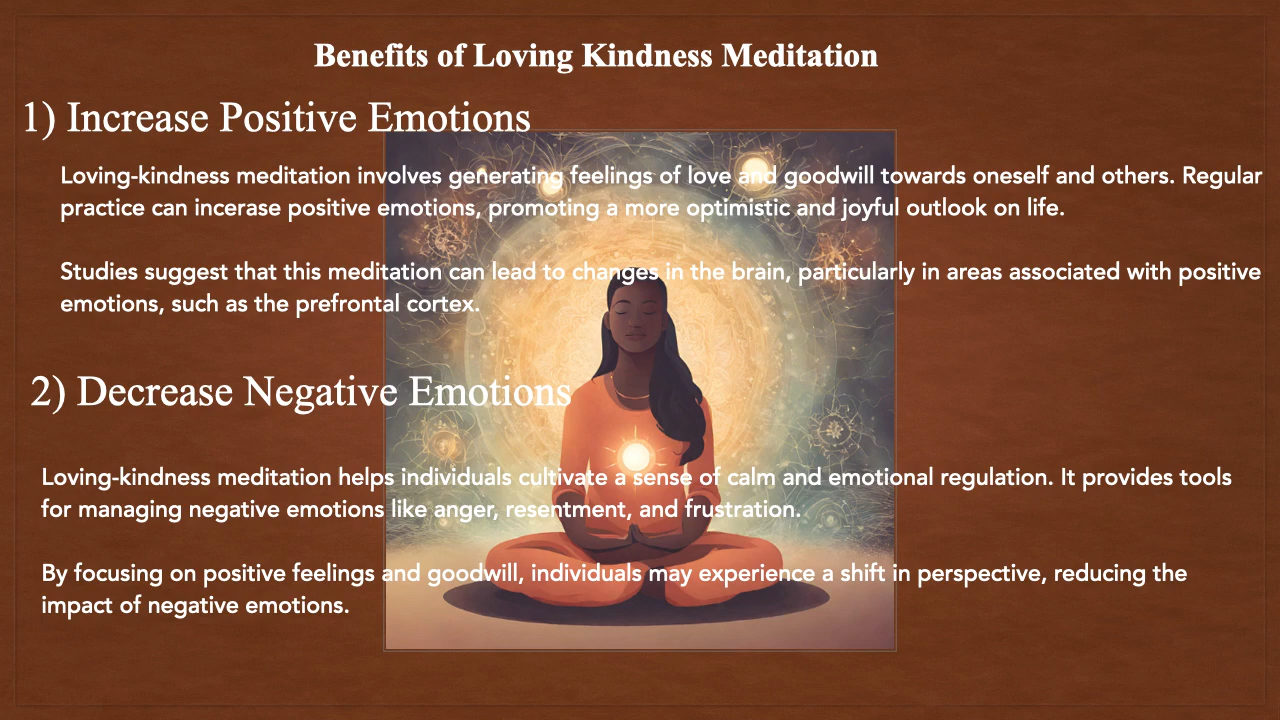 Benefits of Loving Kindness Meditation
1) Increase Positive Emotions
Loving-kindness meditation involves generating feelings of love and goodwill towards oneself and others. Regular
practice can incerase positive emotions, promoting a more optimistic and joyful outlook on life.
Studies suggest that this meditation can lead to changes in the brain, particularly in areas associated with positive
emotions, such as the prefrontal cortex.
2) Decrease Negative Emotions
Loving-kindness meditation helps individuals cultivate a sense of calm and emotional regulation. It provides tools
for managing negative emotions like anger, resentment, and frustration.
By focusing on positive feelings and goodwill, individuals may experience a shift in perspective, reducing the
impact of negative emotions.